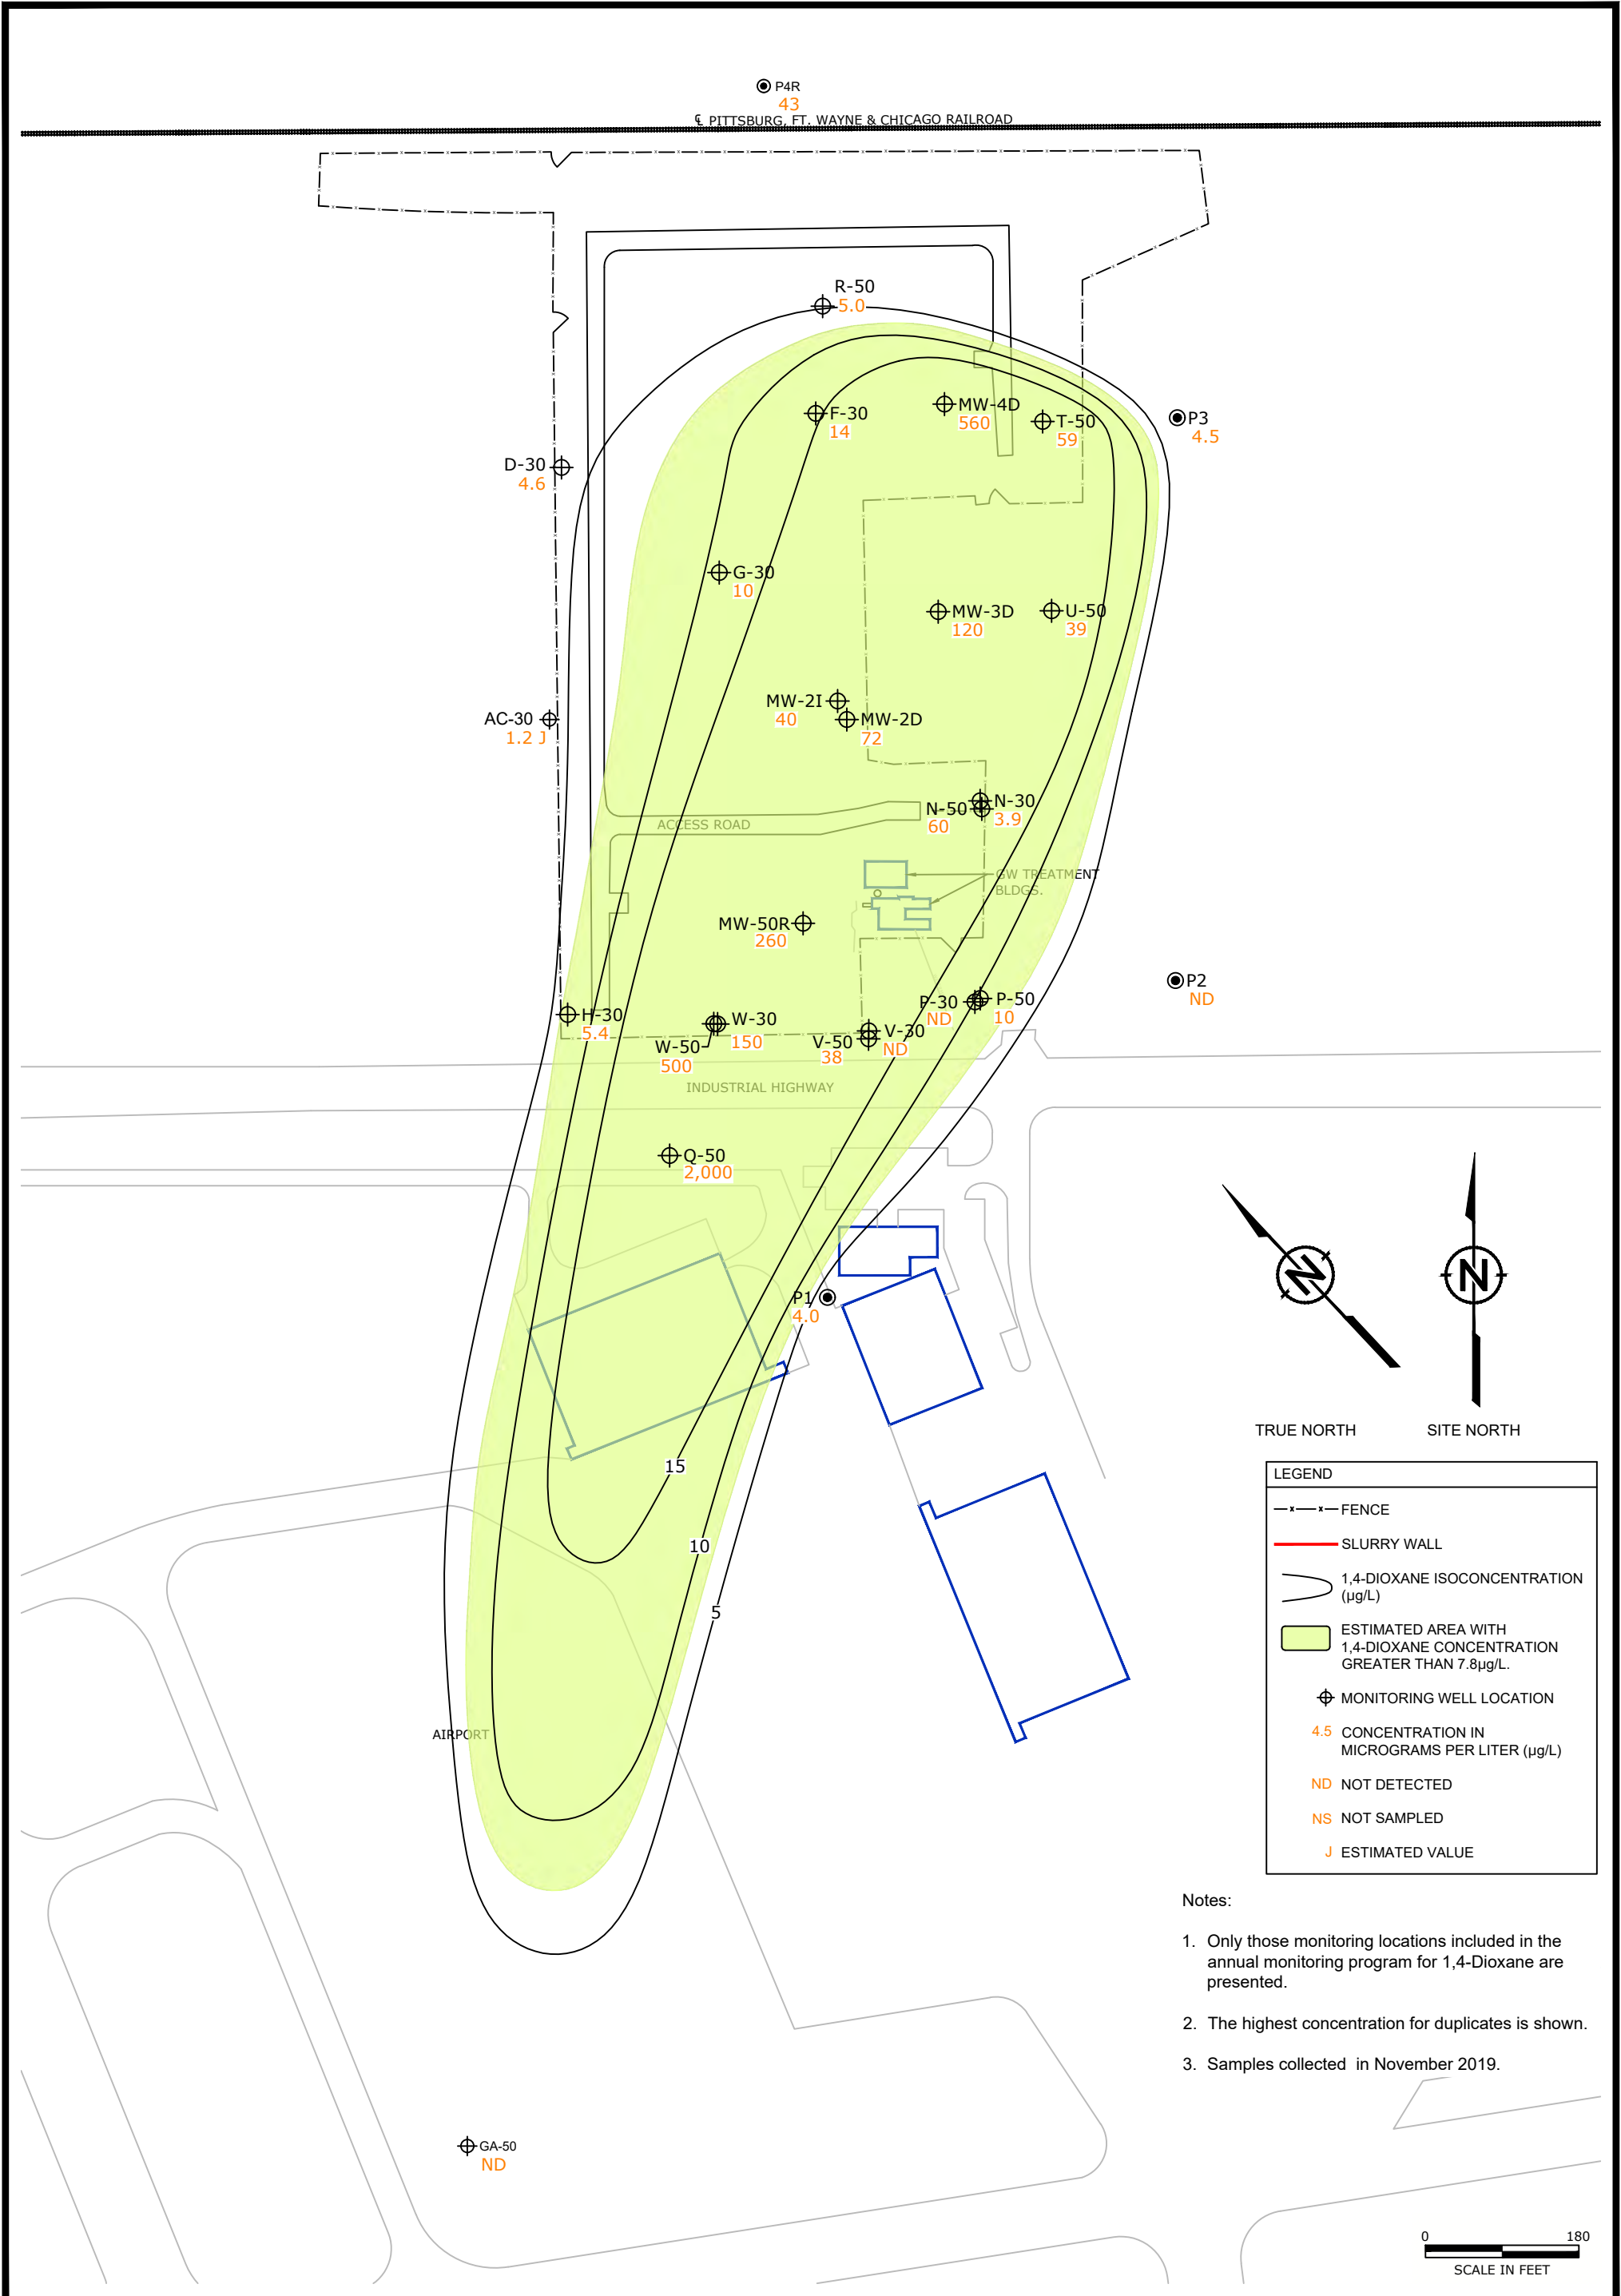 P4R
43
℄ PITTSBURG, FT. WAYNE & CHICAGO RAILROAD
R-50
5.0
F-30
14
MW-4D
560
T-50
59
P3
4.5
D-30
4.6
G-30
10
MW-3D
120
U-50
39
MW-2I
40
MW-2D
72
AC-30
1.2 J
N-50
60
N-30
3.9
ACCESS ROAD
GW TREATMENT
BLDGS.
MW-50R
260
P2
ND
P-30
ND
P-50
10
H-30
5.4
W-30
150
W-50
500
V-30
ND
V-50
38
INDUSTRIAL HIGHWAY
Q-50
2,000
P1
4.0
15
10
5
AIRPORT
GA-50
ND
N
N
TRUE NORTH
SITE NORTH
LEGEND
FENCE
SLURRY WALL
1,4-DIOXANE ISOCONCENTRATION
(µg/L)
ESTIMATED AREA WITH
1,4-DIOXANE CONCENTRATION
GREATER THAN 7.8µg/L.
MONITORING WELL LOCATION
4.5 CONCENTRATION IN
MICROGRAMS PER LITER (µg/L)
ND NOT DETECTED
NS NOT SAMPLED
J ESTIMATED VALUE
Notes:
1. Only those monitoring locations included in the
annual monitoring program for 1,4-Dioxane are
presented.
2. The highest concentration for duplicates is shown.
3. Samples collected in November 2019.
0 180
SCALE IN FEET